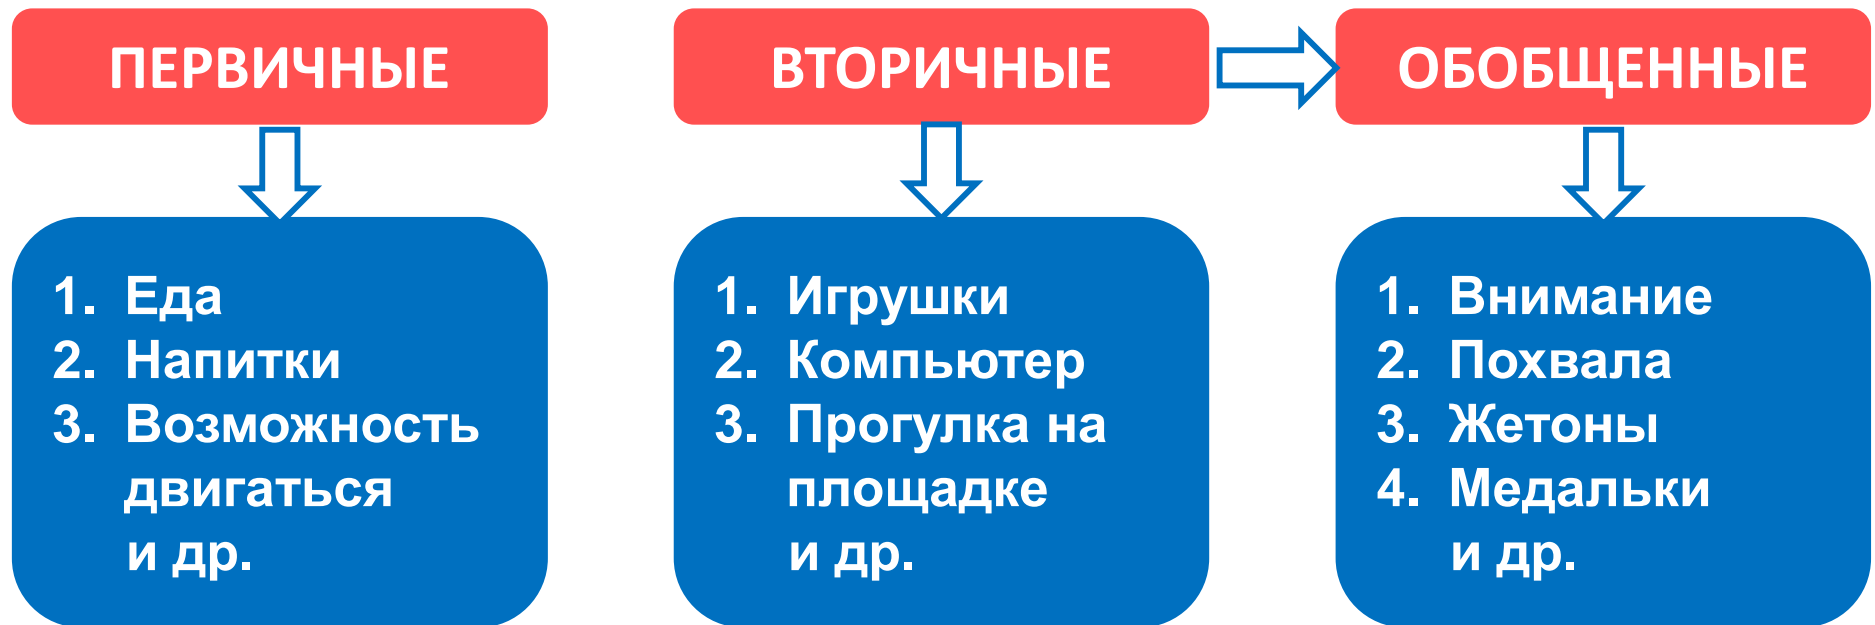 ПЕРВИЧНЫЕ
1. Еда
2. Напитки
3. Возможность
двигаться
и др.
ВТОРИЧНЫЕ
1. Игрушки
2. Компьютер
3. Прогулка на
площадке
и др.
ОБОБЩЕННЫЕ
1. Внимание
2. Похвала
3. Жетоны
4. Медальки
и др.